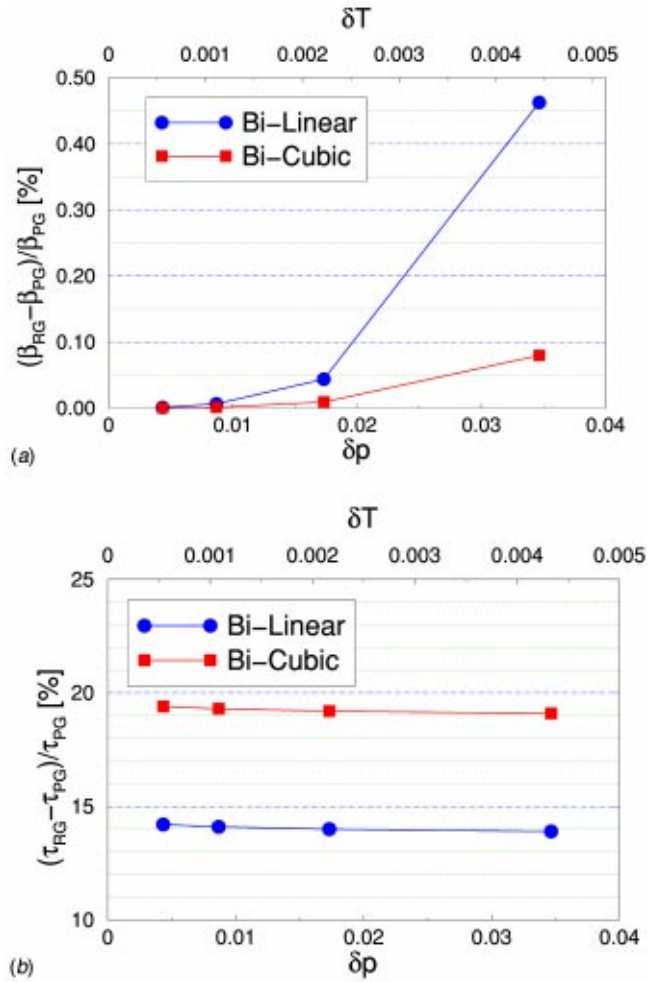 δT
0 0.001 0.002 0.003 0.004 0.005
0.50
0.40
0.30
0.20
0.10
0.00
(β_RG−β_PG)/β_PG [%]
Bi−Linear
Bi−Cubic
0 0.01 0.02 0.03 0.04
δp
(a)
δT
0 0.001 0.002 0.003 0.004 0.005
25
20
15
10
(τ_RG−τ_PG)/τ_PG [%]
Bi−Linear
Bi−Cubic
0 0.01 0.02 0.03 0.04
δp
(b)